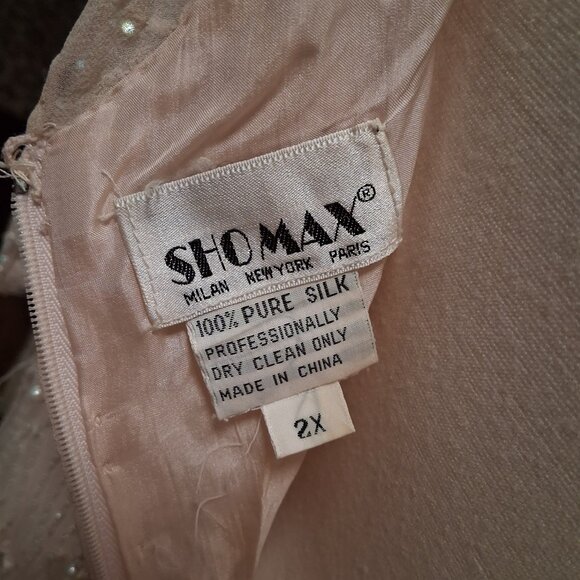 SHOMAX®
MILAN NEWYORK PARIS
100% PURE SILK
PROFESSIONALLY
DRY CLEAN ONLY
MADE IN CHINA
2X